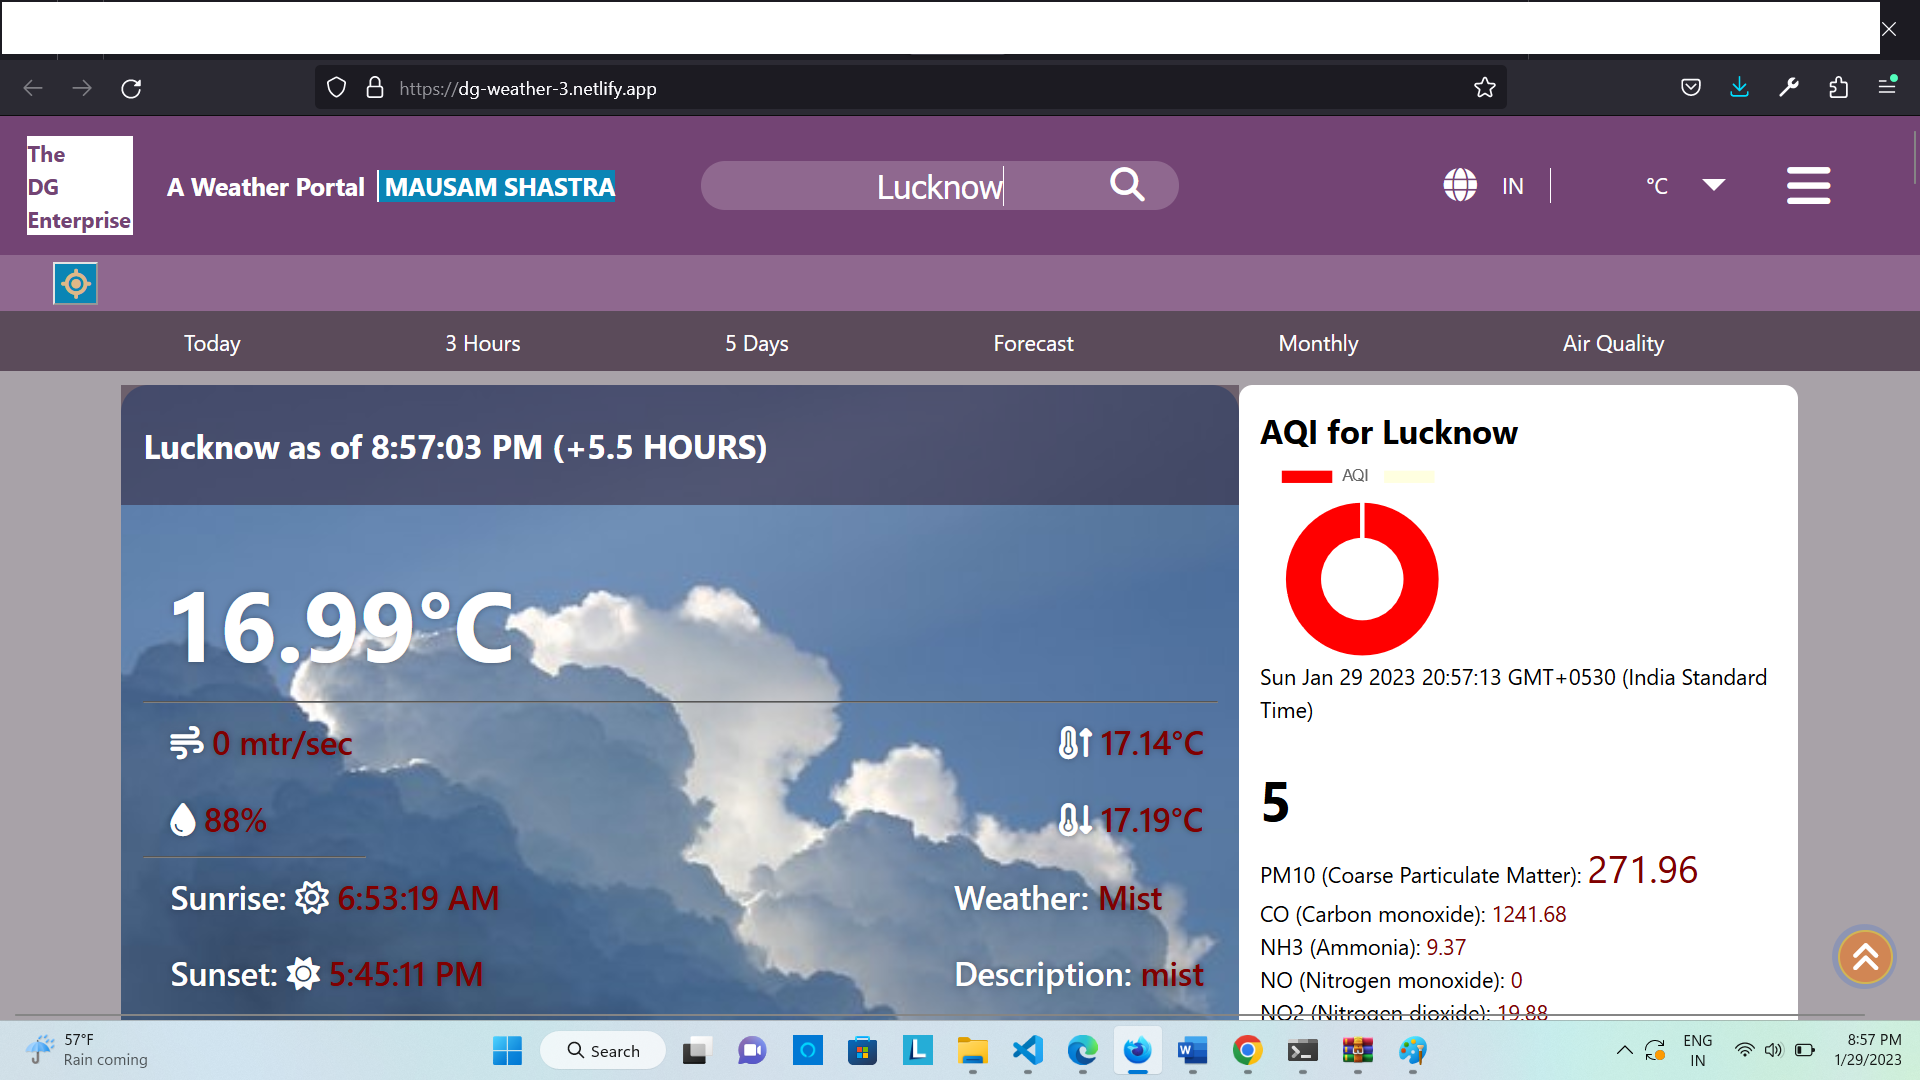 https://dg-weather-3.netlify.app
The
DG
Enterprise
A Weather Portal | MAUSAM SHASTRA
Lucknow
IN
°C
Today
3 Hours
5 Days
Forecast
Monthly
Air Quality
Lucknow as of 8:57:03 PM (+5.5 HOURS)
16.99°C
0 mtr/sec
17.14°C
88%
17.19°C
Sunrise: 6:53:19 AM
Weather: Mist
Sunset: 5:45:11 PM
Description: mist
AQI for Lucknow
AQI
Sun Jan 29 2023 20:57:13 GMT+0530 (India Standard
Time)
5
PM10 (Coarse Particulate Matter): 271.96
CO (Carbon monoxide): 1241.68
NH3 (Ammonia): 9.37
NO (Nitrogen monoxide): 0
NO2 (Nitrogen dioxide): 19.88
57°F
Rain coming
Search
L
W
ENG
IN
8:57 PM
1/29/2023